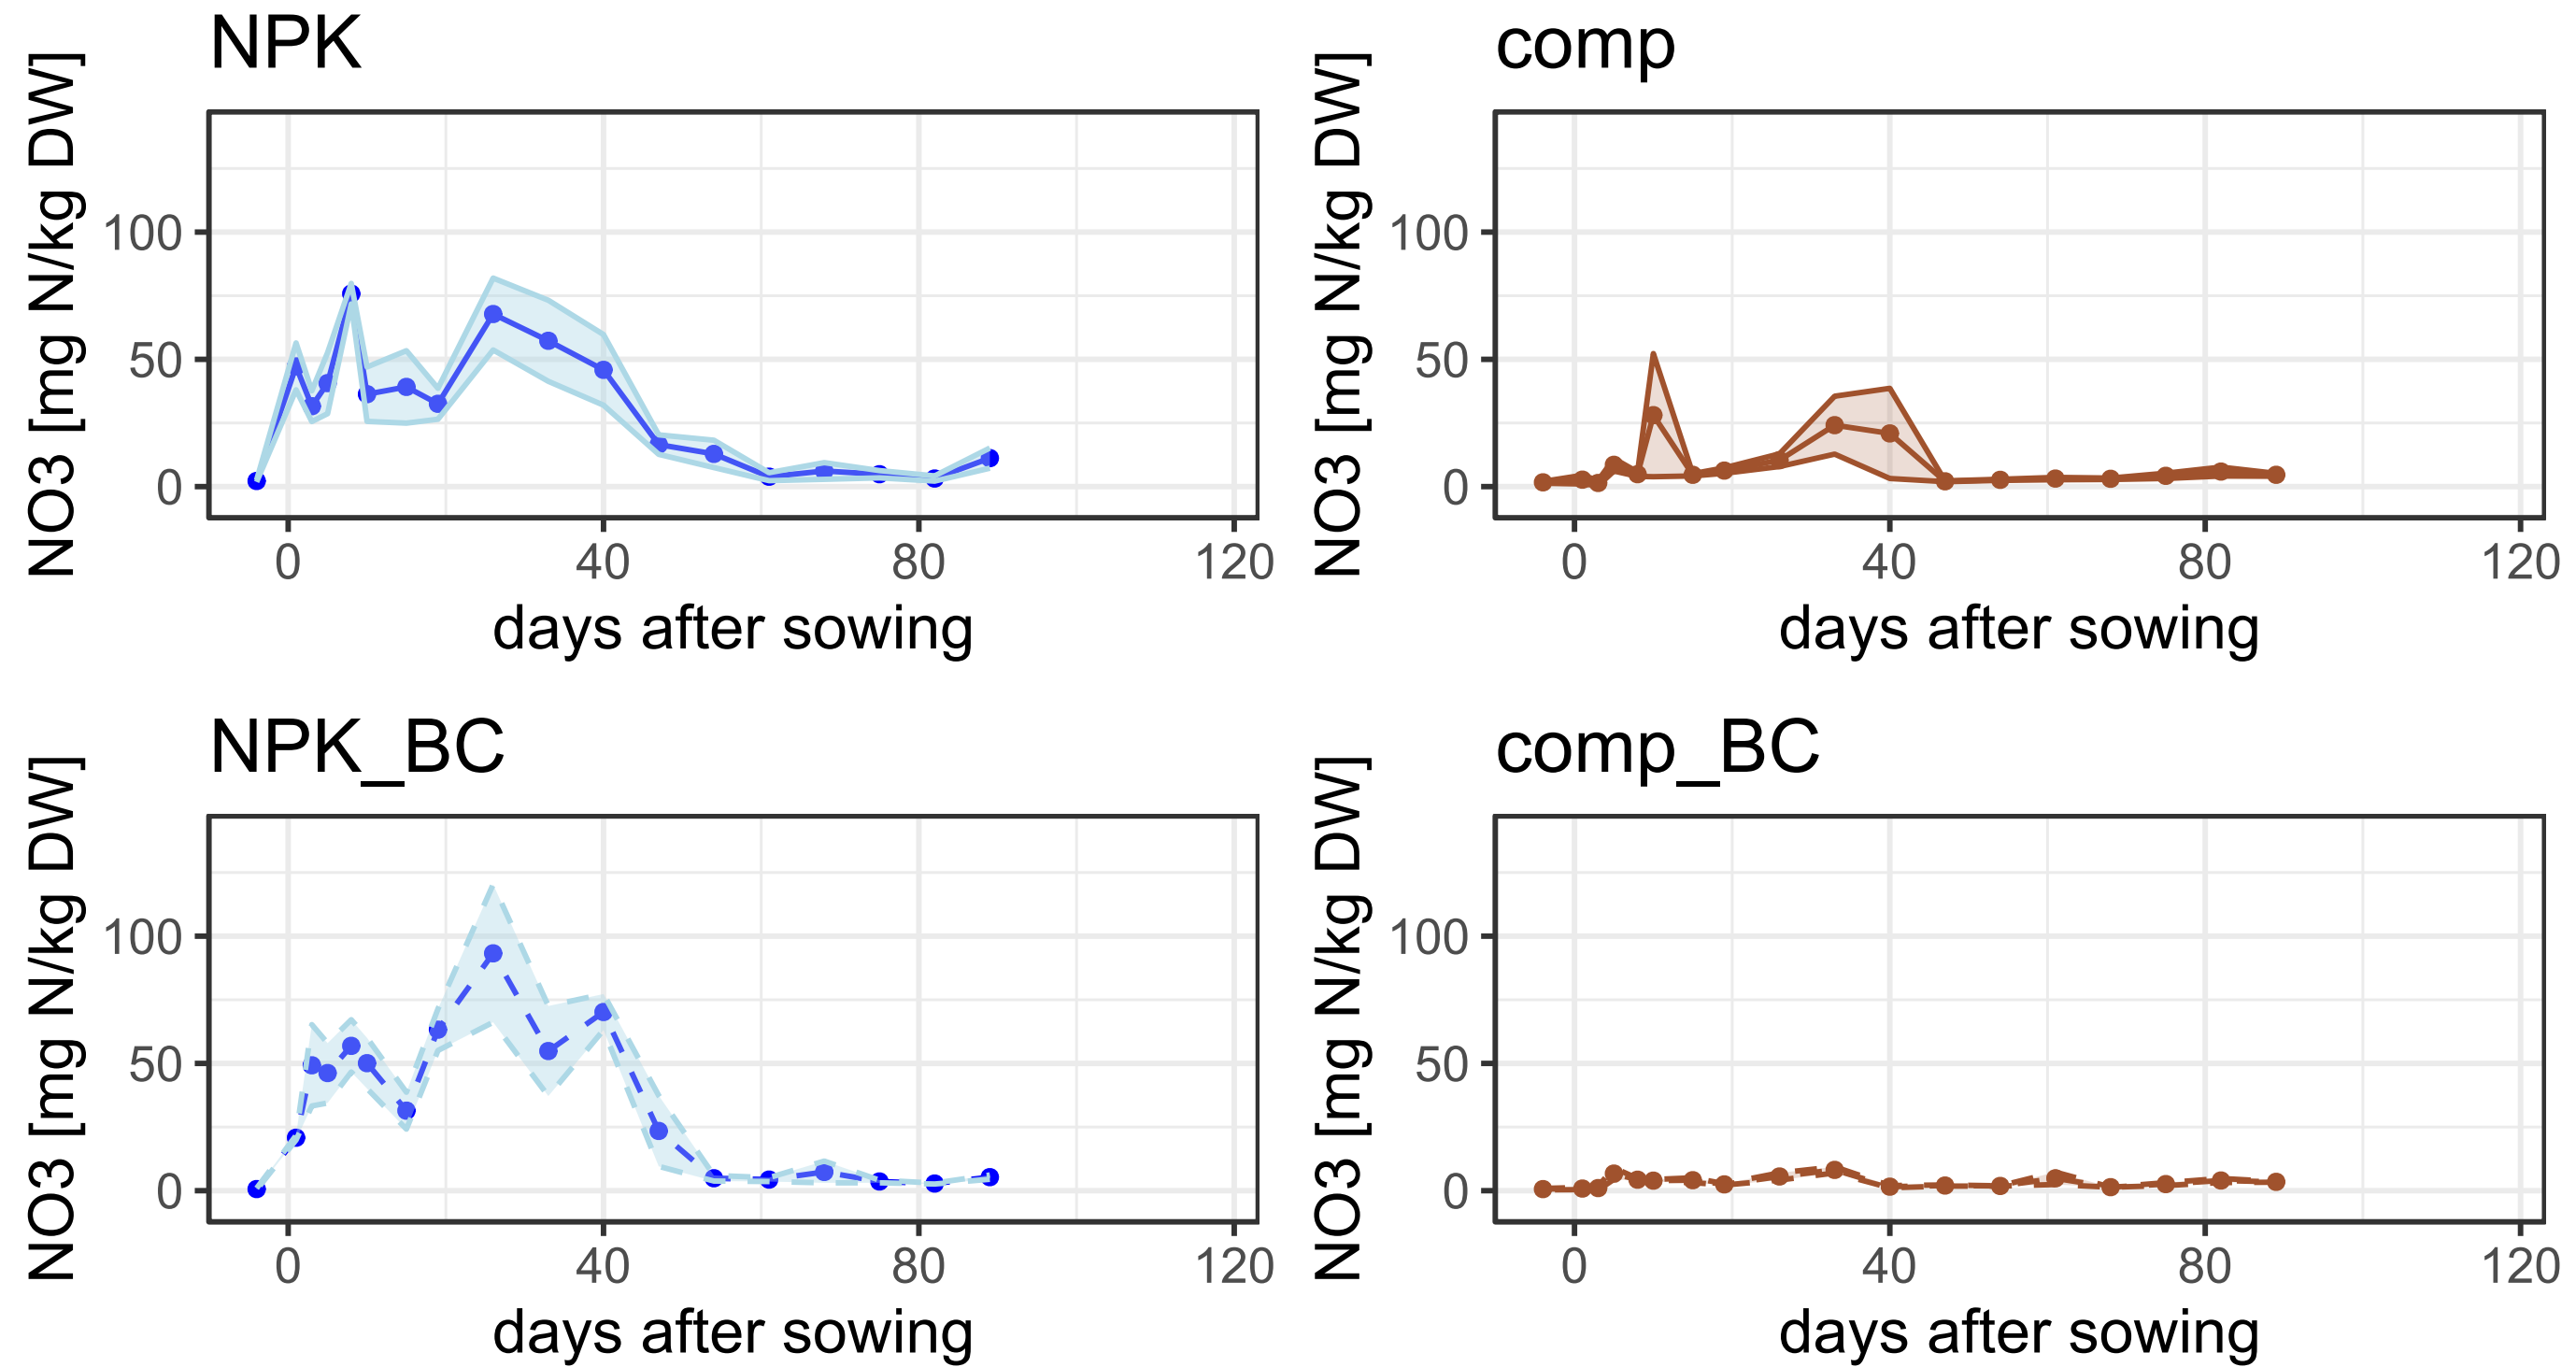 NPK
NO3 [mg N/kg DW]
100
50
0
0 40 80 120
days after sowing
comp
NO3 [mg N/kg DW]
100
50
0
0 40 80 120
days after sowing
NPK_BC
NO3 [mg N/kg DW]
100
50
0
0 40 80 120
days after sowing
comp_BC
NO3 [mg N/kg DW]
100
50
0
0 40 80 120
days after sowing